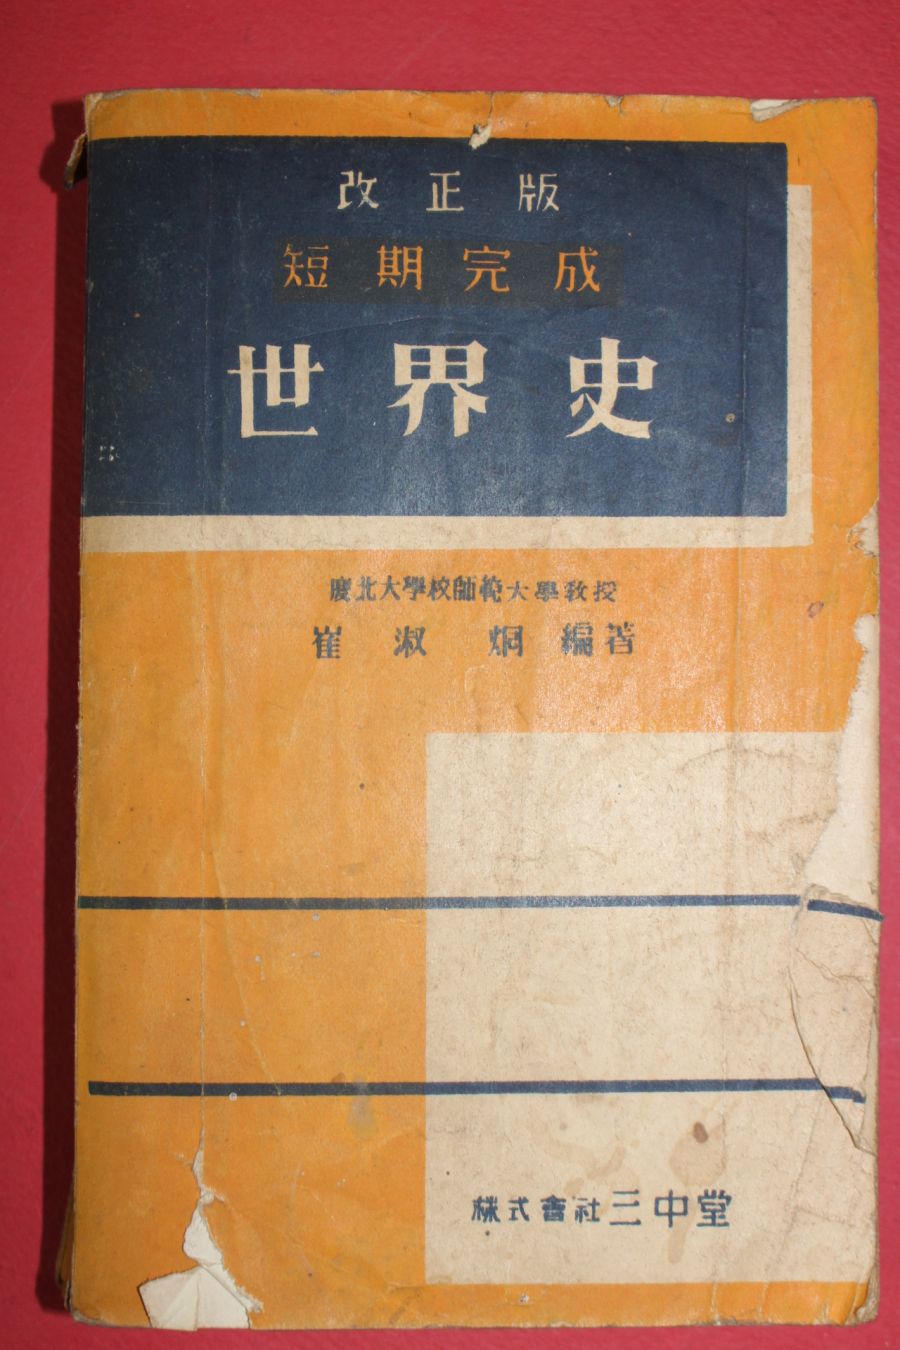 改正版
短期完成
世界史
慶北大學校師範大學敎授
崔淑烱 編著
株式會社 三中堂